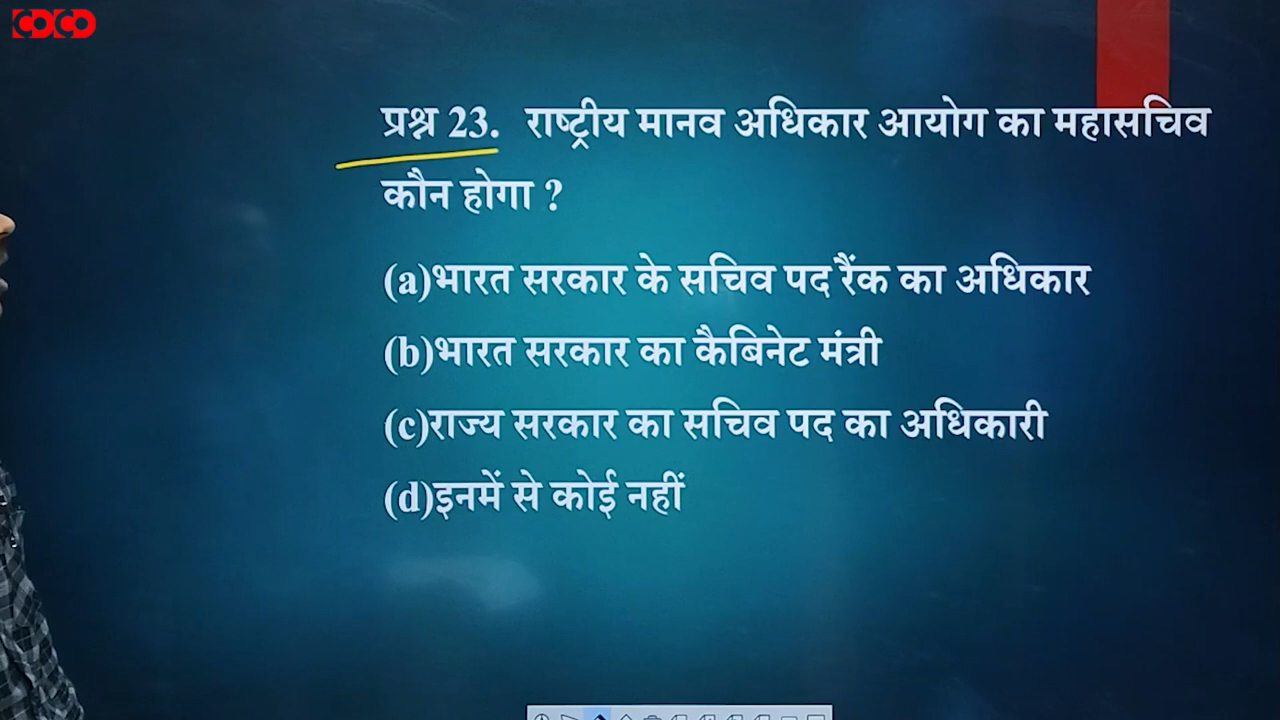 COCO
प्रश्न 23. राष्ट्रीय मानव अधिकार आयोग का महासचिव
कौन होगा ?
(a)भारत सरकार के सचिव पद रैंक का अधिकार
(b)भारत सरकार का कैबिनेट मंत्री
(c)राज्य सरकार का सचिव पद का अधिकारी
(d)इनमें से कोई नहीं